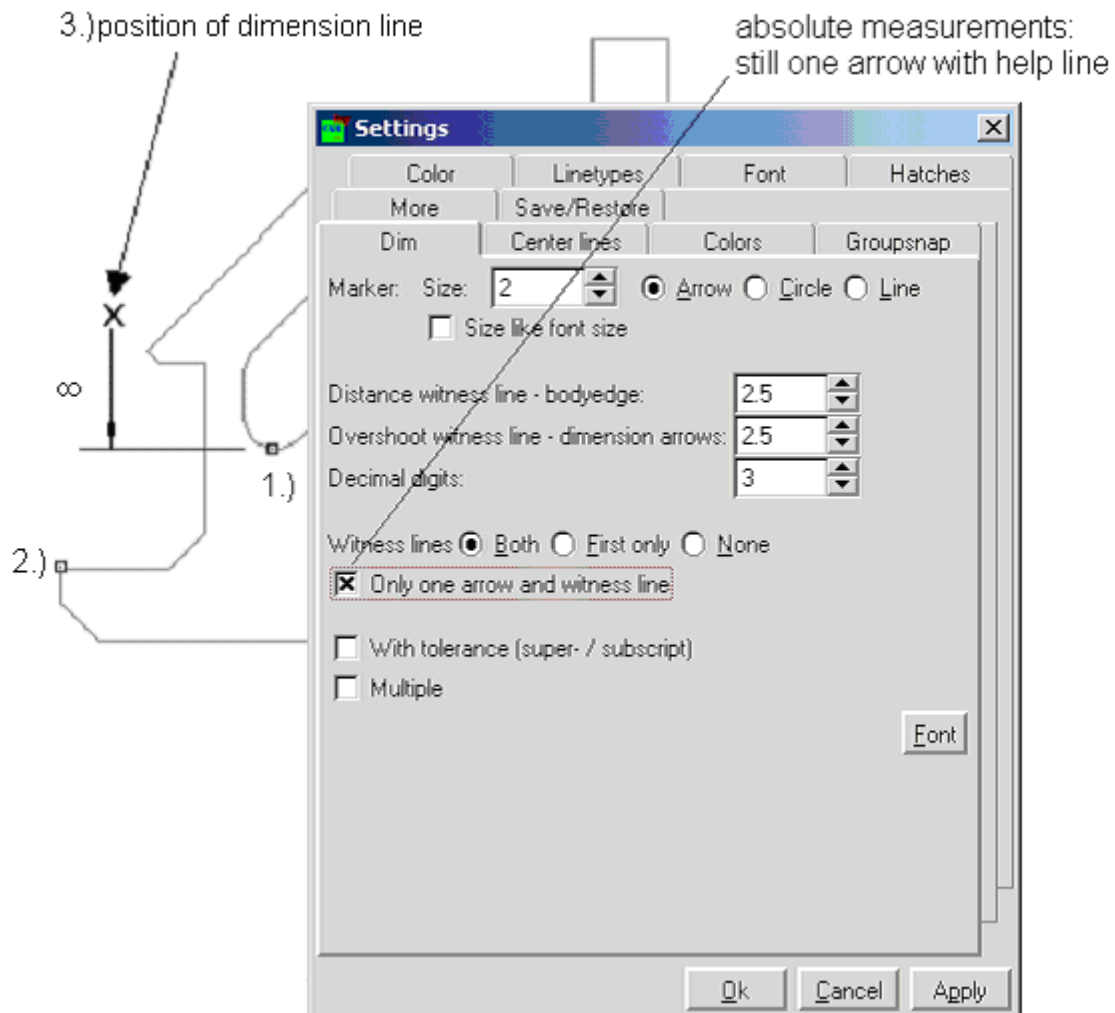 3.)position of dimension line
absolute measurements:
still one arrow with help line
Settings
Color Linetypes Font Hatches
More Save/Restore
Dim Center lines Colors Groupsnap
Marker: Size: 2 Arrow Circle Line
Size like font size
X
8
Distance witness line - bodyedge: 2.5
Overshoot witness line - dimension arrows: 2.5
Decimal digits: 3
1.)
Witness lines Both First only None
2.)
Only one arrow and witness line
With tolerance (super- / subscript)
Multiple
Font
Ok Cancel Apply